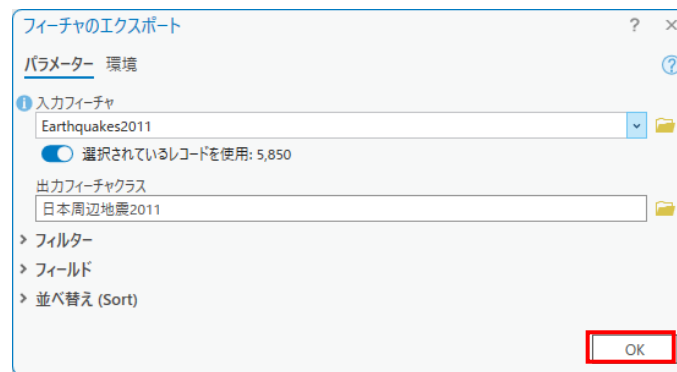 フィーチャのエクスポート
パラメーター 環境
入力フィーチャ
Earthquakes2011
選択されているレコードを使用: 5,850
出力フィーチャクラス
日本周辺地震2011
フィルター
フィールド
並べ替え (Sort)
OK